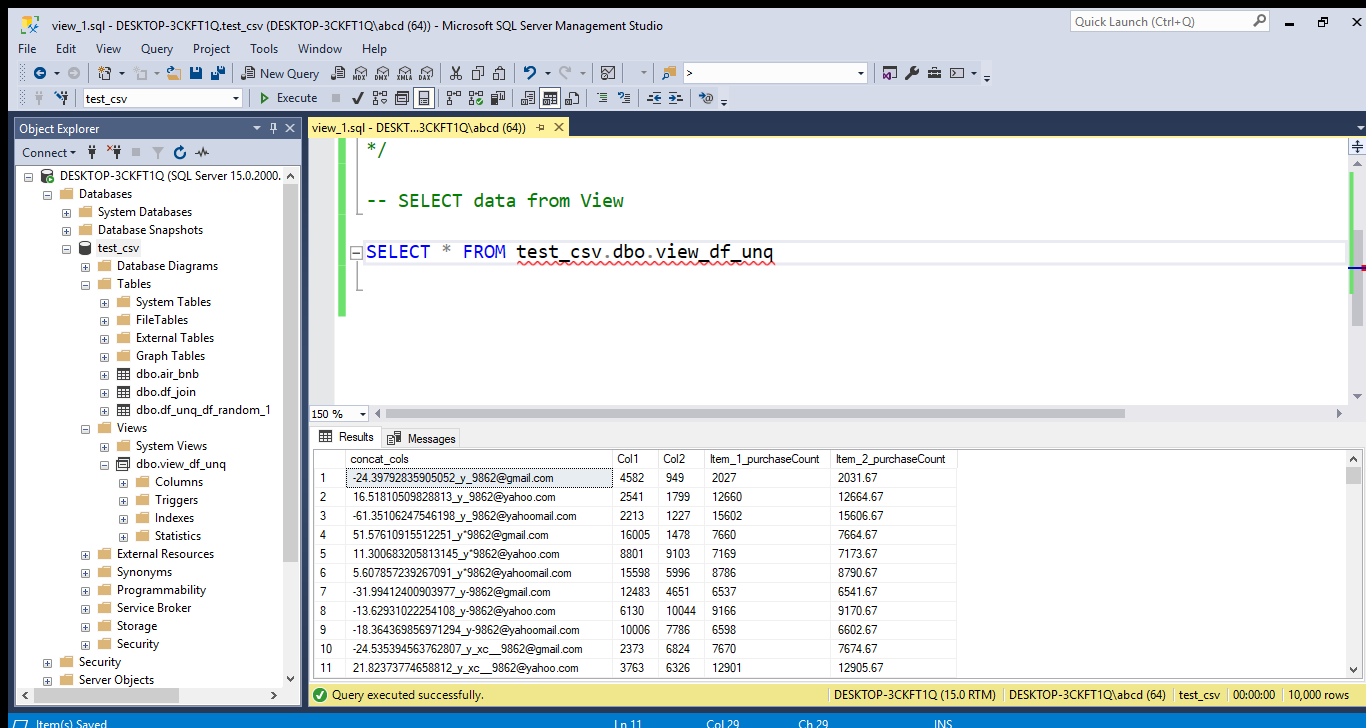 view_1.sql - DESKTOP-3CKFT1Q.test_csv (DESKTOP-3CKFT1Q\abcd (64)) - Microsoft SQL Server Management Studio
Quick Launch (Ctrl+Q)
File Edit View Query Project Tools Window Help
New Query MDX DMX XMLA DAX >
test_csv Execute
Object Explorer
Connect
DESKTOP-3CKFT1Q (SQL Server 15.0.2000.
Databases
System Databases
Database Snapshots
test_csv
Database Diagrams
Tables
System Tables
FileTables
External Tables
Graph Tables
dbo.air_bnb
dbo.df_join
dbo.df_unq_df_random_1
Views
System Views
dbo.view_df_unq
Columns
Triggers
Indexes
Statistics
External Resources
Synonyms
Programmability
Service Broker
Storage
Security
Security
Server Objects
view_1.sql - DESKT...3CKFT1Q\abcd (64))
*/
-- SELECT data from View
SELECT * FROM test_csv.dbo.view_df_unq
150 %
Results Messages
concat_cols Col1 Col2 Item_1_purchaseCount Item_2_purchaseCount
1 -24.39792835905052_y_9862@gmail.com 4582 949 2027 2031.67
2 16.51810509828813_y_9862@yahoo.com 2541 1799 12660 12664.67
3 -61.35106247546198_y_9862@yahoomail.com 2213 1227 15602 15606.67
4 51.57610915512251_y*9862@gmail.com 16005 1478 7660 7664.67
5 11.300683205813145_y*9862@yahoo.com 8801 9103 7169 7173.67
6 5.607857239267091_y*9862@yahoomail.com 15598 5996 8786 8790.67
7 -31.99412400903977_y-9862@gmail.com 12483 4651 6537 6541.67
8 -13.62931022254108_y-9862@yahoo.com 6130 10044 9166 9170.67
9 -18.364369856971294_y-9862@yahoomail.com 10006 7786 6598 6602.67
10 -24.535394563762807_y_xc__9862@gmail.com 2373 6824 7670 7674.67
11 21.82373774658812_y_xc__9862@yahoo.com 3763 6326 12901 12905.67
Query executed successfully. DESKTOP-3CKFT1Q (15.0 RTM) DESKTOP-3CKFT1Q\abcd (64) test_csv 00:00:00 10,000 rows
Item(s) Saved Ln 11 Col 29 Ch 29 INS